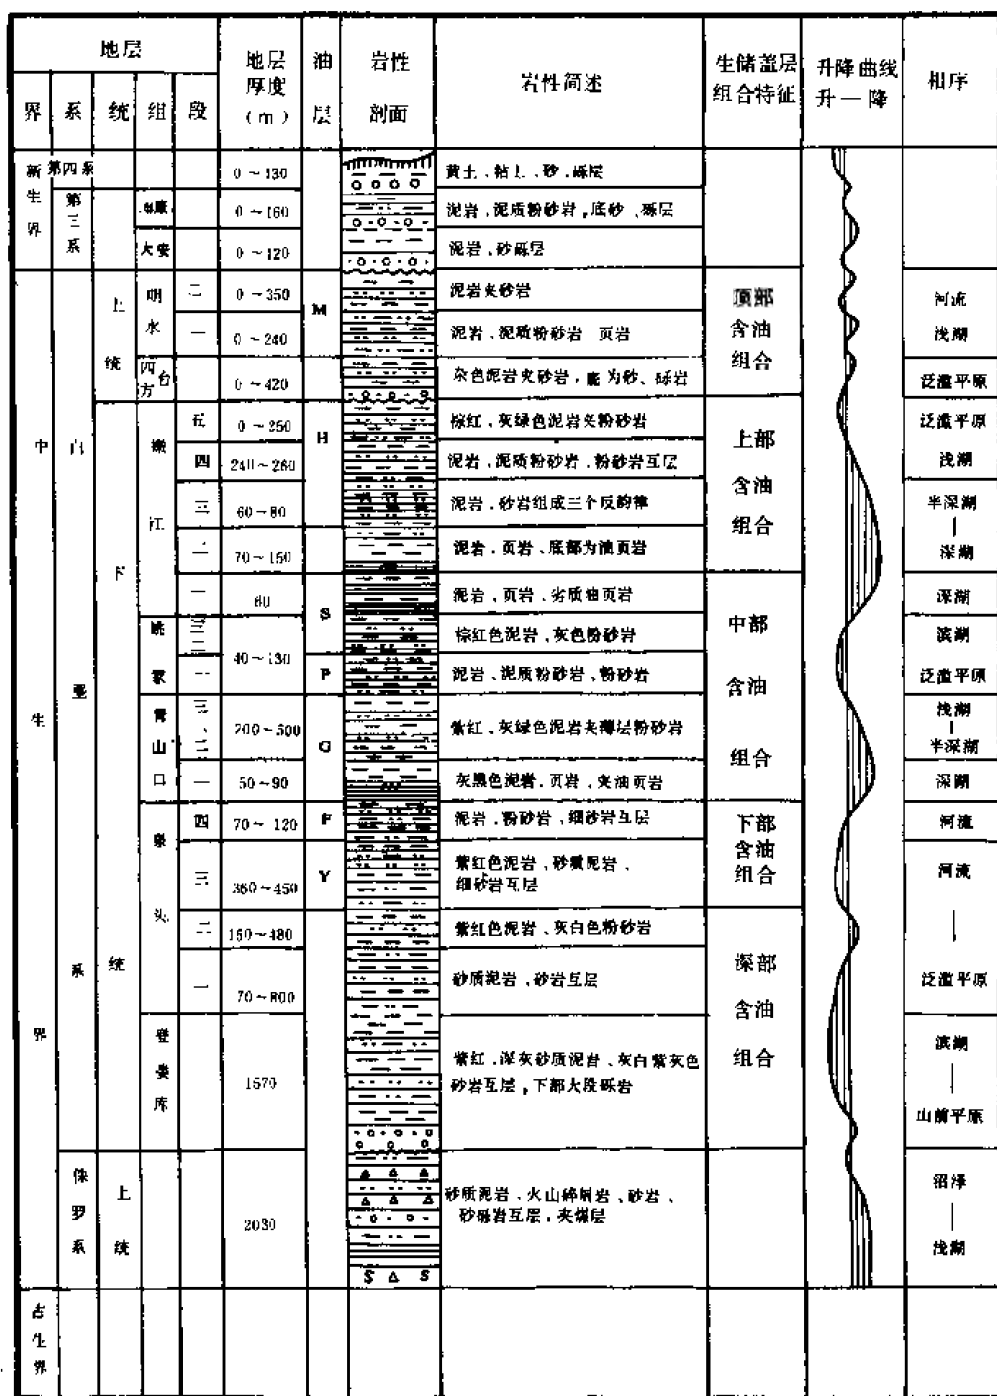 地层
地层
厚度
(m)
油
层
岩性
剖面
岩性简述
生储盖层
组合特征
升降曲线
升—降
相序
界 系 统 组 段
新
生
界
第四系
0~130
黄土、粘土、砂、砾层
第
三
系
0~160
泥岩、泥质粉砂岩,底砂、砾层
大安
0~120
泥岩、砂砾层
中
生
界
白
垩
系
上
统
明
水
二
0~350
M
泥岩夹砂岩
顶部
含油
组合
河流
一
0~240
泥岩、泥质粉砂岩 页岩
浅湖
四
方
台
0~420
杂色泥岩夹砂岩,底为砂、砾岩
泛滥平原
下
统
嫩
江
五
0~250
H
棕红、灰绿色泥岩夹粉砂岩
上部
含油
组合
泛滥平原
四
240~260
泥岩、泥质粉砂岩、粉砂岩互层
浅湖
三
60~80
泥岩、砂岩组成三个反韵律
半深湖
|
深湖
二
70~150
泥岩、页岩、底部为油页岩
一
60
S
泥岩、页岩、劣质油页岩
中部
含油
组合
深湖
姚
家
三
二
40~130
棕红色泥岩、灰色粉砂岩
滨湖
一
P
泥岩、泥质粉砂岩、粉砂岩
泛滥平原
青
山
口
三
二
200~500
G
紫红、灰绿色泥岩夹薄层粉砂岩
浅湖
|
半深湖
一
50~90
灰黑色泥岩、页岩、夹油页岩
深湖
泉
头
四
70~120
F
泥岩、粉砂岩、细砂岩互层
下部
含油
组合
河流
三
360~450
Y
紫红色泥岩、砂质泥岩、
细砂岩互层
河流
|
泛滥平原
二
150~480
紫红色泥岩、灰白色粉砂岩
深部
含油
组合
一
70~800
砂质泥岩、砂岩互层
登
娄
库
1570
紫红、深灰砂质泥岩、灰白紫灰色
砂岩互层,下部大段砾岩
滨湖
|
山前平原
侏
罗
系
上
统
2030
砂质泥岩、火山碎屑岩、砂岩、
砂砾岩互层,夹煤层
沼泽
|
浅湖
S S
古
生
界